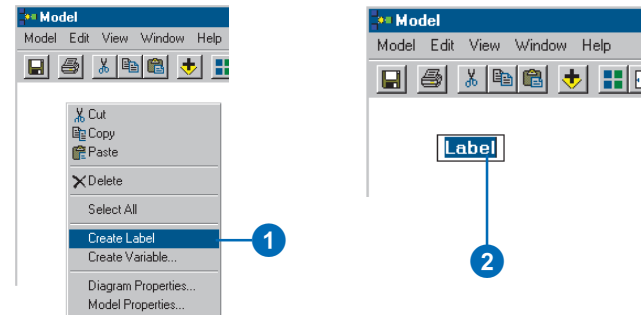 Model
Model Edit View Window Help
Cut
Copy
Paste
Delete
Select All
Create Label
Create Variable...
Diagram Properties...
Model Properties...
1
Model
Model Edit View Window Help
Label
2